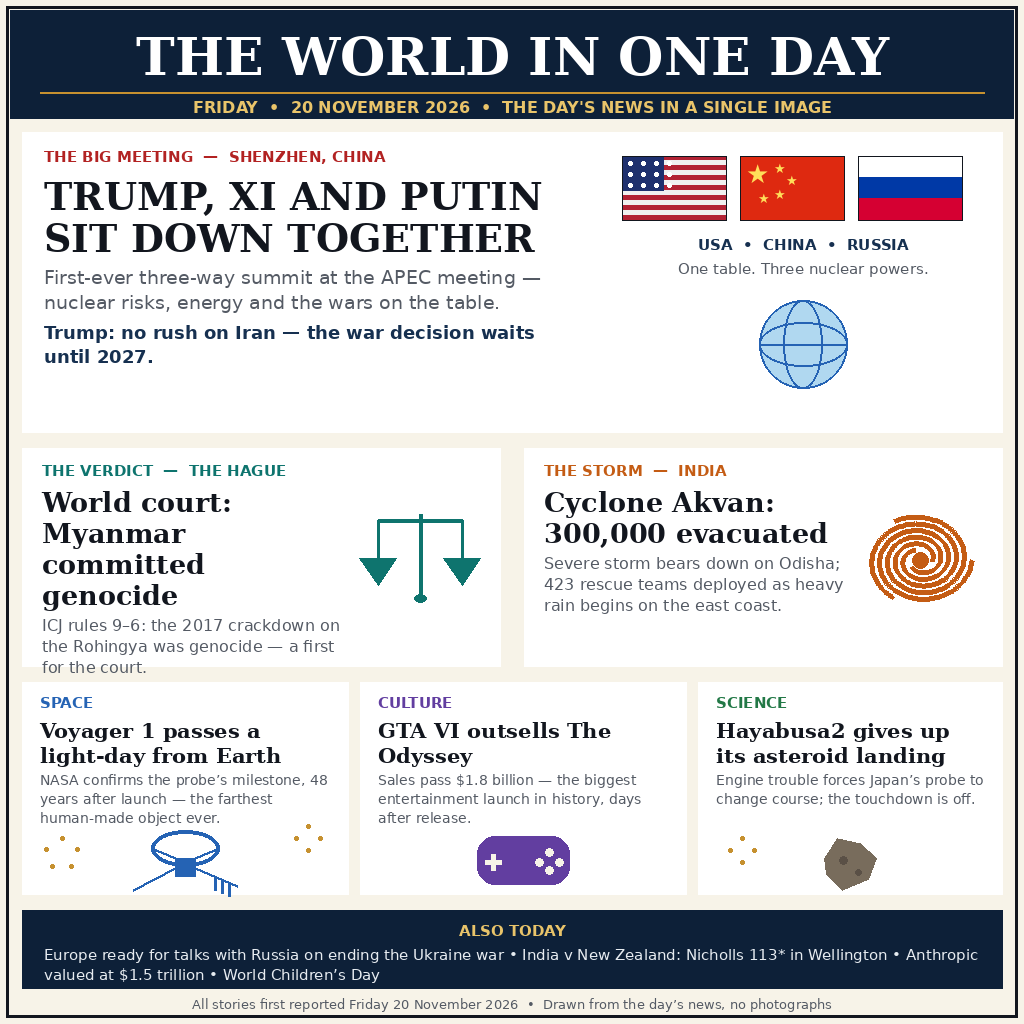 THE WORLD IN ONE DAY
FRIDAY • 20 NOVEMBER 2026 • THE DAY'S NEWS IN A SINGLE IMAGE
THE BIG MEETING — SHENZHEN, CHINA
TRUMP, XI AND PUTIN
SIT DOWN TOGETHER
First-ever three-way summit at the APEC meeting —
nuclear risks, energy and the wars on the table.
Trump: no rush on Iran — the war decision waits
until 2027.
USA • CHINA • RUSSIA
One table. Three nuclear powers.
THE VERDICT — THE HAGUE
World court:
Myanmar
committed
genocide
ICJ rules 9–6: the 2017 crackdown on
the Rohingya was genocide — a first
for the court.
THE STORM — INDIA
Cyclone Akvan:
300,000 evacuated
Severe storm bears down on Odisha;
423 rescue teams deployed as heavy
rain begins on the east coast.
SPACE
Voyager 1 passes a
light-day from Earth
NASA confirms the probe’s milestone, 48
years after launch — the farthest
human-made object ever.
CULTURE
GTA VI outsells The
Odyssey
Sales pass $1.8 billion — the biggest
entertainment launch in history, days
after release.
SCIENCE
Hayabusa2 gives up
its asteroid landing
Engine trouble forces Japan’s probe to
change course; the touchdown is off.
ALSO TODAY
Europe ready for talks with Russia on ending the Ukraine war • India v New Zealand: Nicholls 113* in Wellington • Anthropic
valued at $1.5 trillion • World Children’s Day
All stories first reported Friday 20 November 2026 • Drawn from the day’s news, no photographs